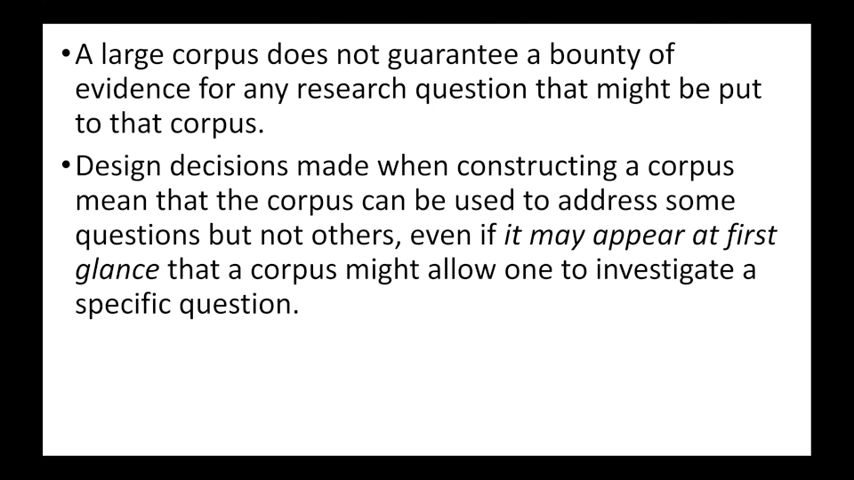 •A large corpus does not guarantee a bounty of
evidence for any research question that might be put
to that corpus.
•Design decisions made when constructing a corpus
mean that the corpus can be used to address some
questions but not others, even if it may appear at first
glance that a corpus might allow one to investigate a
specific question.